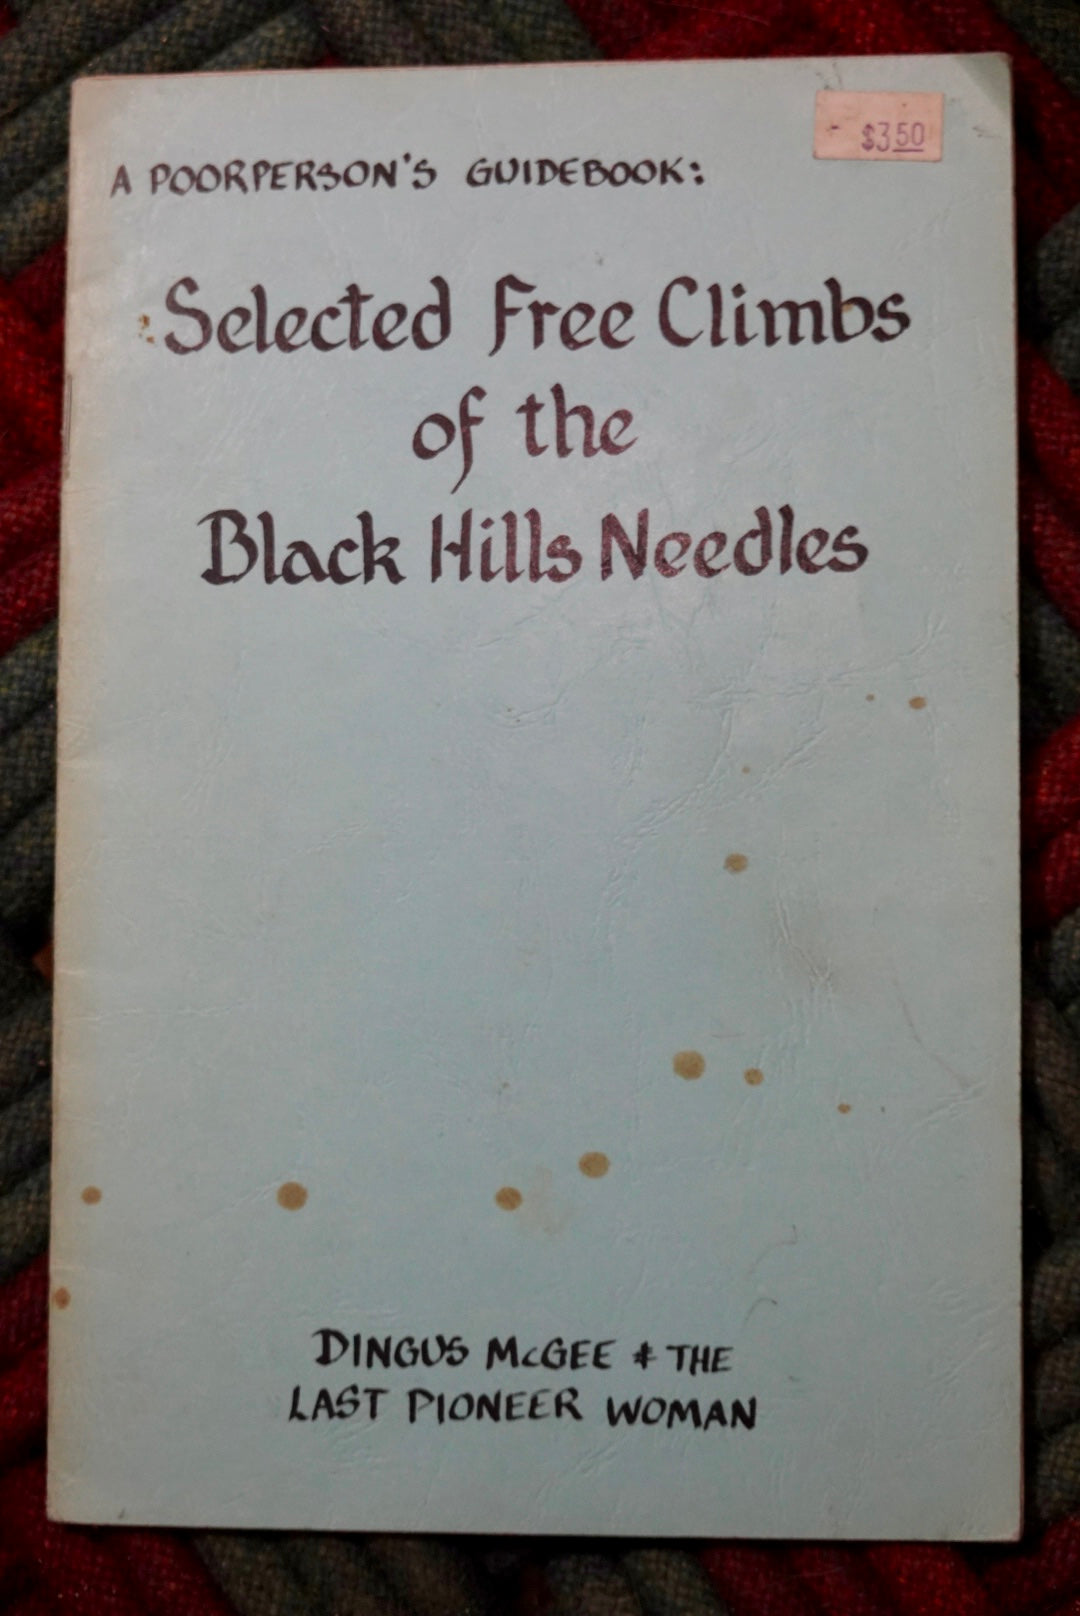 $3.50
A POORPERSON'S GUIDEBOOK:
Selected Free Climbs
of the
Black Hills Needles
DINGUS McGEE & THE
LAST PIONEER WOMAN